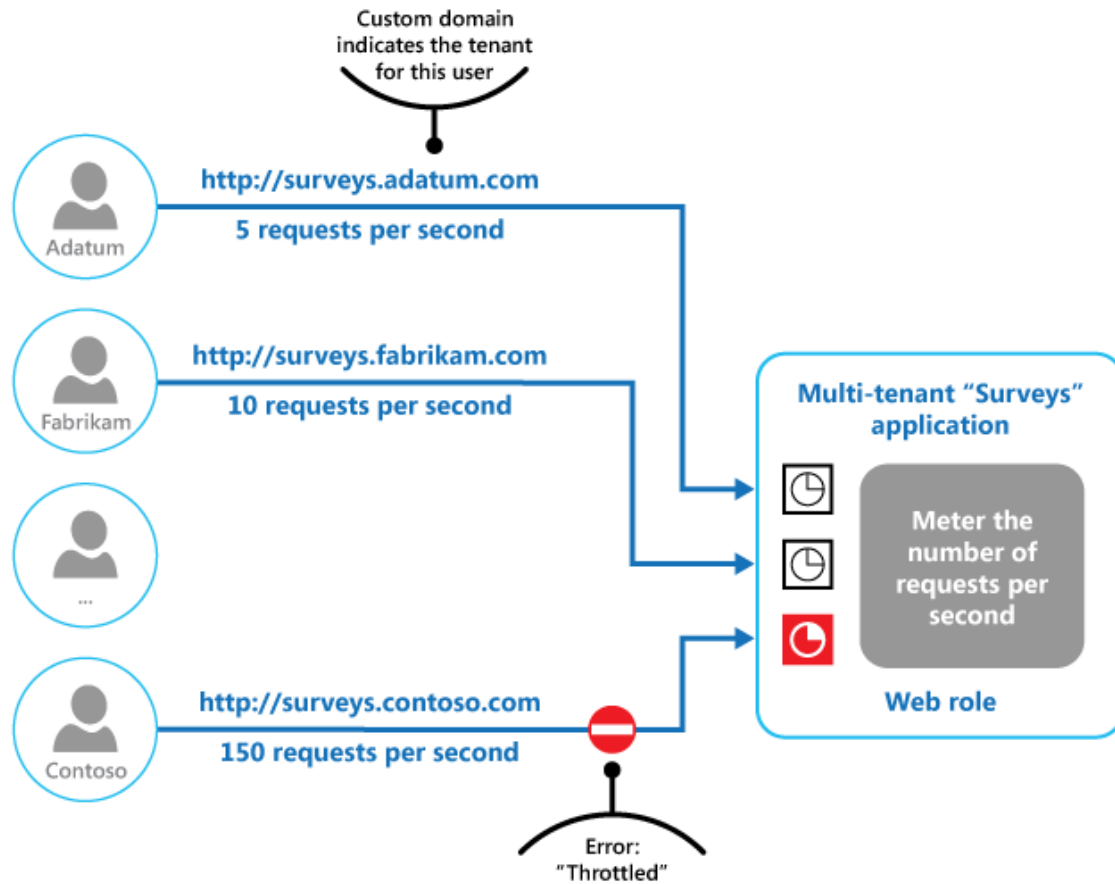 Custom domain
indicates the tenant
for this user
http://surveys.adatum.com
5 requests per second
Adatum
http://surveys.fabrikam.com
10 requests per second
Fabrikam
...
http://surveys.contoso.com
150 requests per second
Contoso
Error:
“Throttled”
Multi-tenant “Surveys”
application
Meter the
number of
requests per
second
Web role